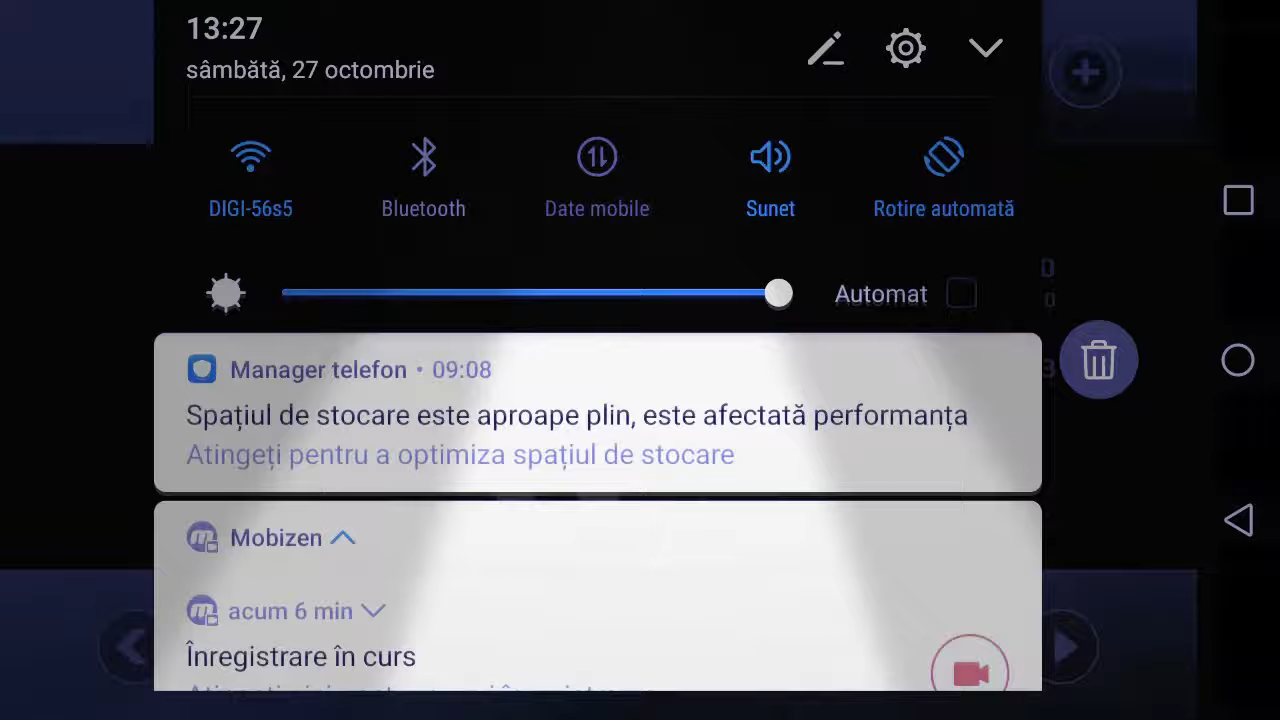 13:27
sâmbătă, 27 octombrie
DIGI-56s5
Bluetooth
Date mobile
Sunet
Rotire automată
Automat
Manager telefon • 09:08
Spațiul de stocare este aproape plin, este afectată performanța
Atingeți pentru a optimiza spațiul de stocare
Mobizen
acum 6 min
Înregistrare în curs